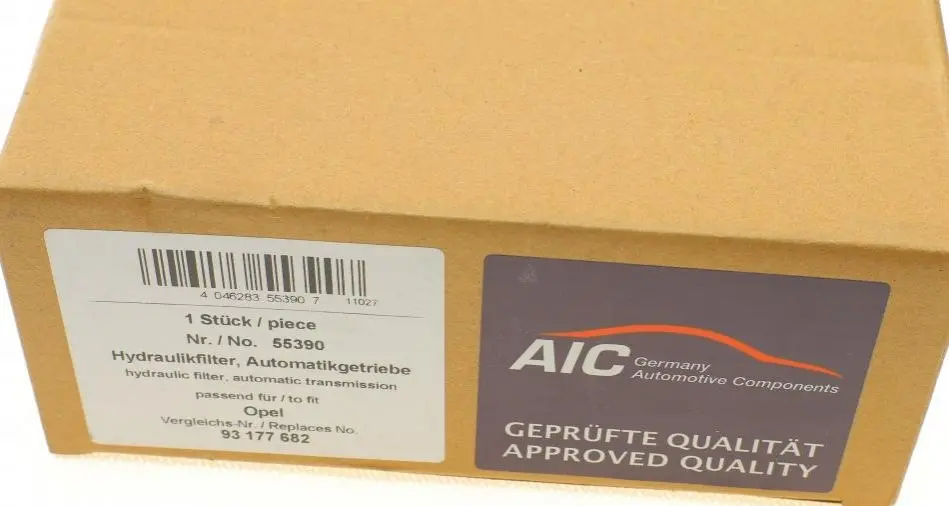 4 046283 55390 7 11027
1 Stück / piece
Nr. / No. 55390
Hydraulikfilter, Automatikgetriebe
hydraulic filter, automatic transmission
passend für / to fit
Opel
Vergleichs-Nr. / Replaces No.
93 177 682
AIC Germany
Automotive Components
GEPRÜFTE QUALITÄT
APPROVED QUALITY